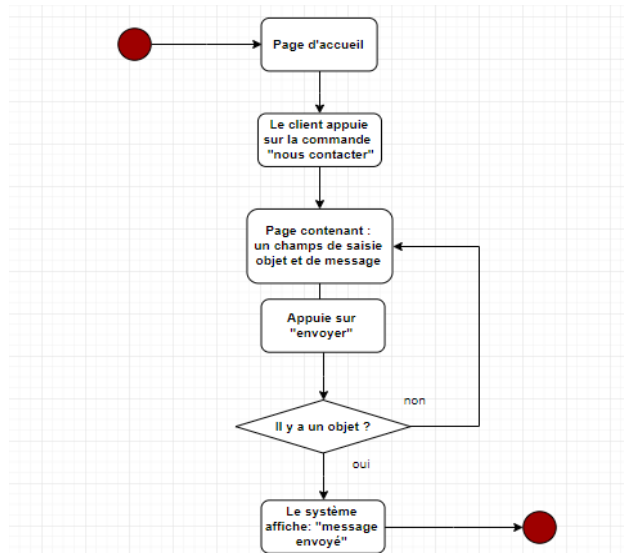 Page d'accueil
Le client appuie
sur la commande
"nous contacter"
Page contenant :
un champs de saisie
objet et de message
Appuie sur
"envoyer"
non
Il y a un objet ?
oui
Le système
affiche: "message
envoyé"